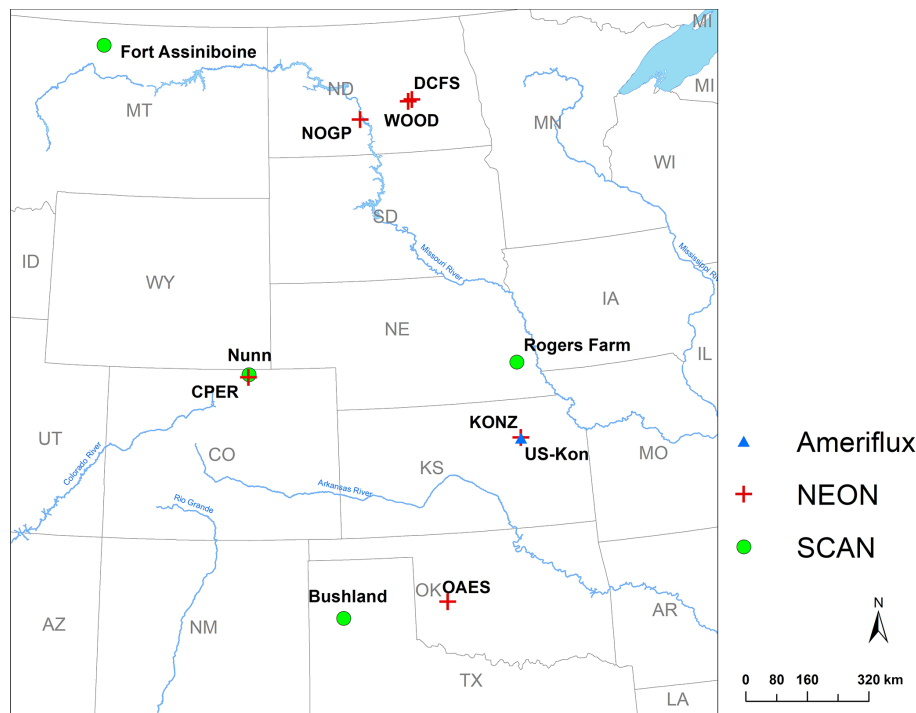 MI
Fort Assiniboine
DCFS
ND
MI
MT
WOOD
MN
NOGP
WI
SD
Missouri River
Mississippi Riv
ID
WY
IA
NE
Nunn
Rogers Farm
IL
CPER
KONZ
UT
US-Kon
Ameriflux
Colorado River
CO
KS
MO
Arkansas River
NEON
Rio Grande
SCAN
Bushland
OK
OAES
AZ
NM
AR
N
TX
LA
0 80 160 320 km